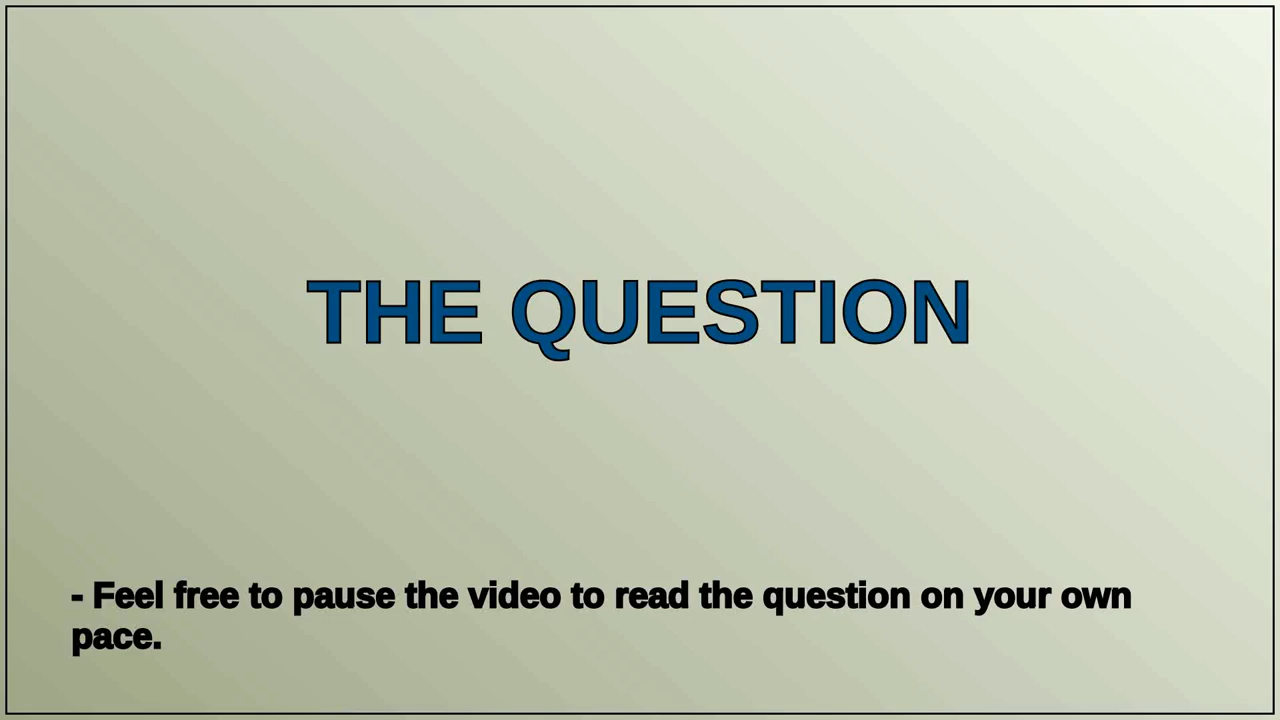 THE QUESTION
- Feel free to pause the video to read the question on your own
pace.